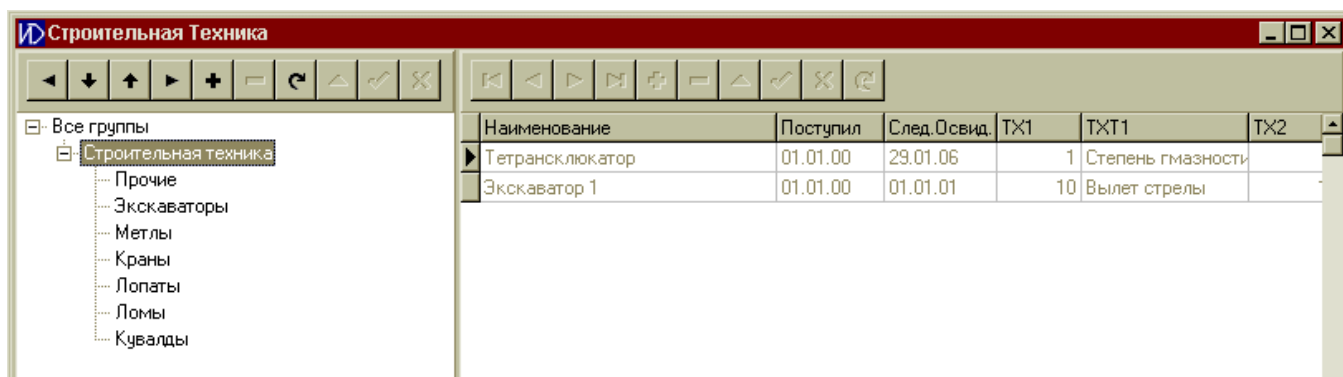 ИД Строительная Техника
Все группы
Строительная техника
Прочие
Экскаваторы
Метлы
Краны
Лопаты
Ломы
Кувалды
Наименование Поступил След.Освид. TX1 TXT1 TX2
Тетрансклюкатор 01.01.00 29.01.06 1 Степень гмазности
Экскаватор 1 01.01.00 01.01.01 10 Вылет стрелы